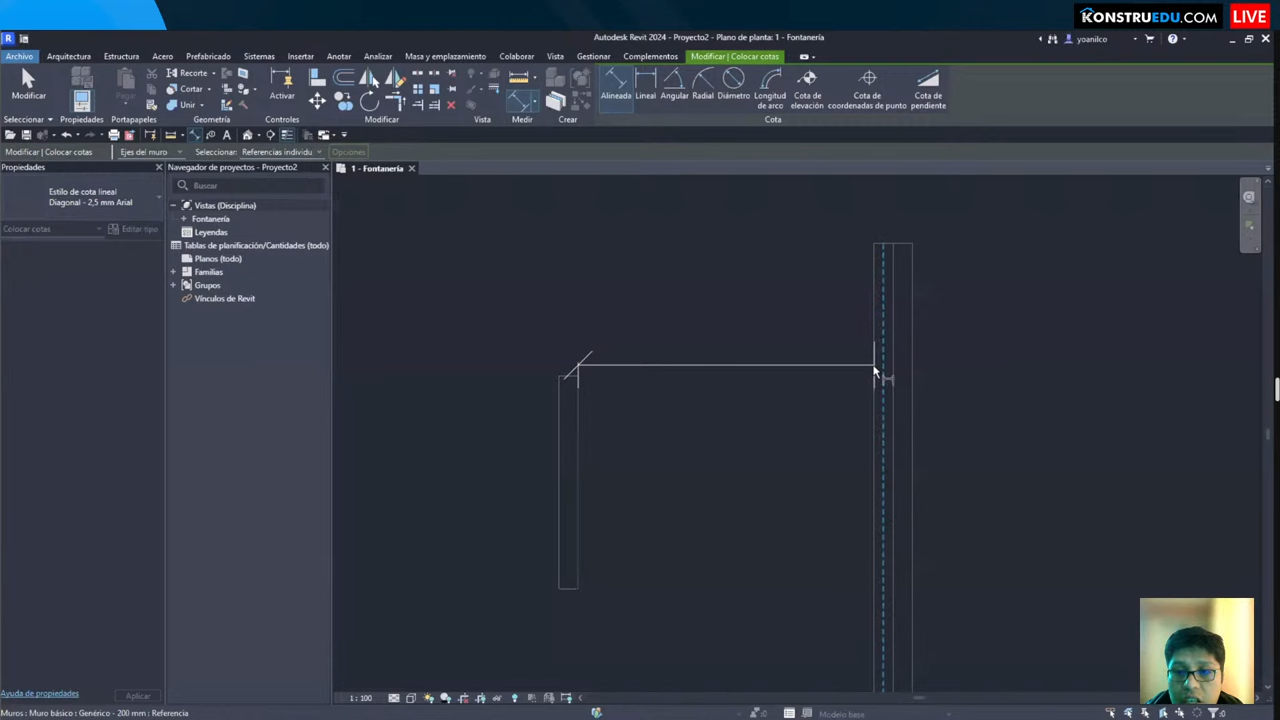 KONSTRUEDU.COM LIVE
Autodesk Revit 2024 - Proyecto2 - Plano de planta: 1 - Fontanería
yoanilco
Archivo Arquitectura Estructura Acero Prefabricado Sistemas Insertar Anotar Analizar Masa y emplazamiento Colaborar Vista Gestionar Complementos Modificar | Colocar cotas
Modificar Propiedades Pegar Recorte Cortar Unir Activar Crear Alineada Lineal Angular Radial Diámetro Longitud de arco Cota de elevación Cota de coordenadas de punto Cota de pendiente
Seleccionar Propiedades Portapapeles Geometría Controles Modificar Vista Medir Crear Cota
Modificar | Colocar cotas Ejes del muro Seleccionar: Referencias individu Opciones
Propiedades
Navegador de proyectos - Proyecto2
1 - Fontanería
Estilo de cota lineal
Diagonal - 2,5 mm Arial
Colocar cotas Editar tipo
Buscar
Vistas (Disciplina)
Fontanería
Leyendas
Tablas de planificación/Cantidades (todo)
Planos (todo)
Familias
Grupos
Vínculos de Revit
Ayuda de propiedades Aplicar
1 : 100
Muros : Muro básico : Genérico - 200 mm : Referencia
:0
Modelo base
:0